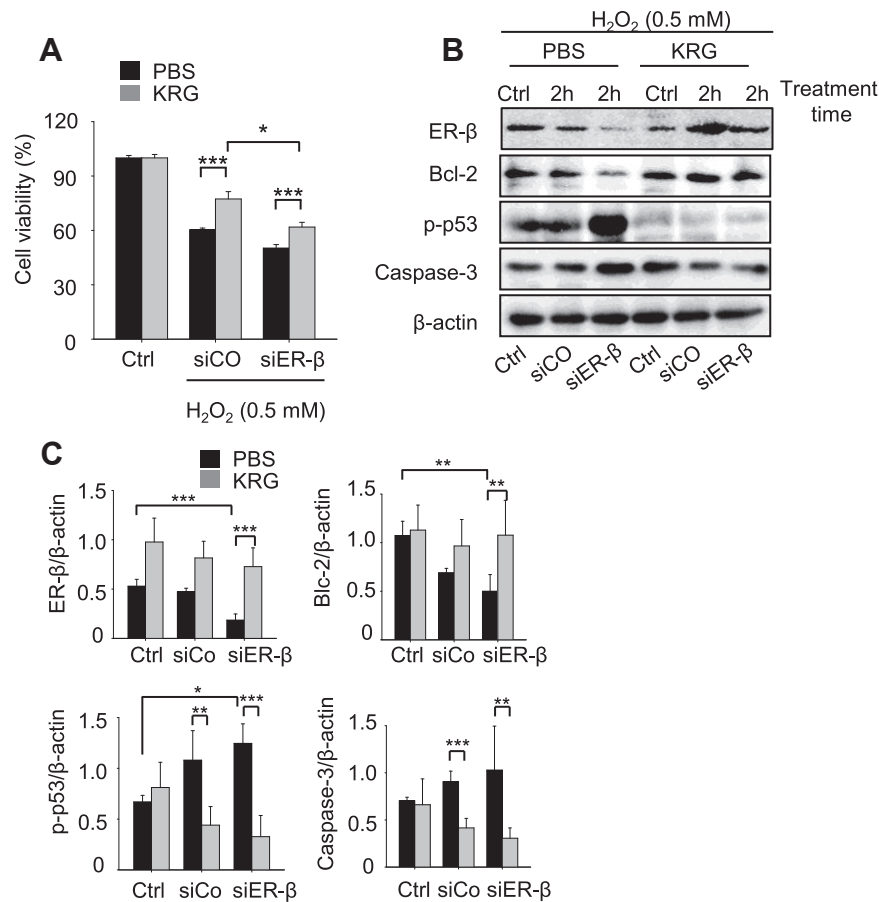 A
PBS
KRG
Cell viability (%)
120
90
60
30
0
***
*
***
Ctrl siCO siER-β
H₂O₂ (0.5 mM)
B
H₂O₂ (0.5 mM)
PBS KRG
Ctrl 2h 2h Ctrl 2h 2h Treatment time
ER-β
Bcl-2
p-p53
Caspase-3
β-actin
Ctrl siCO siER-β Ctrl siCO siER-β
C
PBS
KRG
ER-β/β-actin
1.5
1.0
0.5
0
***
***
Ctrl siCo siER-β
Blc-2/β-actin
1.5
1.0
0.5
0
**
**
Ctrl siCo siER-β
p-p53/β-actin
1.5
1.0
0.5
0
*
**
***
Ctrl siCo siER-β
Caspase-3/β-actin
1.5
1.0
0.5
0
***
**
Ctrl siCo siER-β